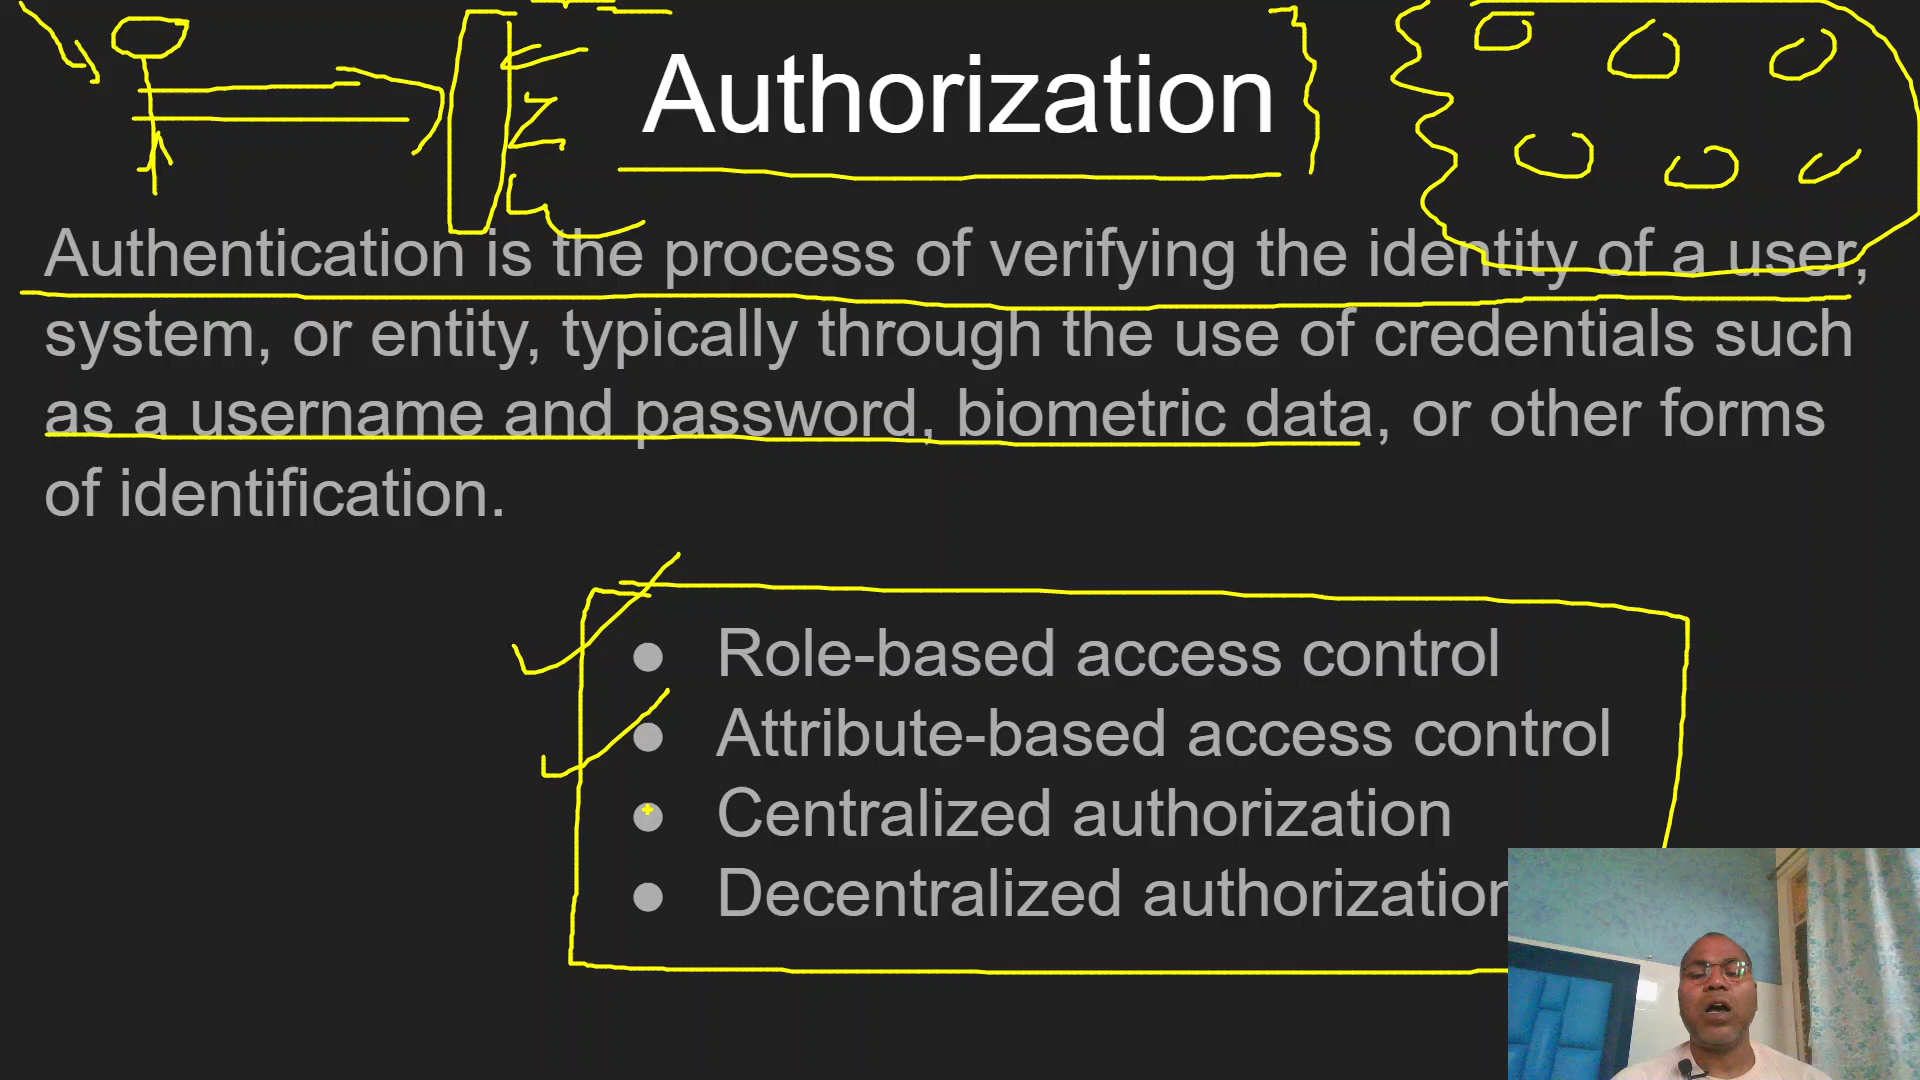 Authorization
Authentication is the process of verifying the identity of a user,
system, or entity, typically through the use of credentials such
as a username and password, biometric data, or other forms
of identification.
● Role-based access control
● Attribute-based access control
● Centralized authorization
● Decentralized authorization